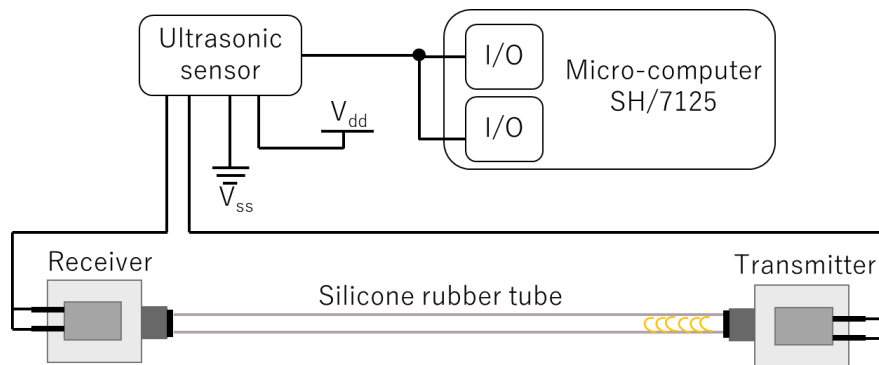 Ultrasonic
sensor
I/O
I/O
Micro-computer
SH/7125
Vdd
Vss
Receiver
Silicone rubber tube
Transmitter